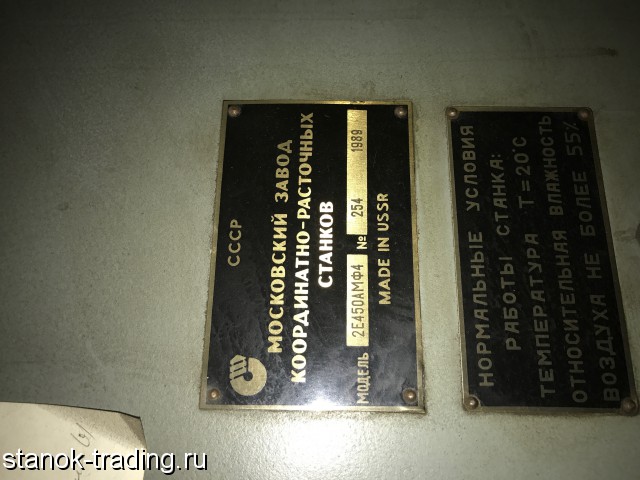 СССР
МОСКОВСКИЙ ЗАВОД
КООРДИНАТНО-РАСТОЧНЫХ
СТАНКОВ
МОДЕЛЬ 2Е450АМФ4 № 254 1989
MADE IN USSR
НОРМАЛЬНЫЕ УСЛОВИЯ
РАБОТЫ СТАНКА:
ТЕМПЕРАТУРА Т=20°С
ОТНОСИТЕЛЬНАЯ ВЛАЖНОСТЬ
ВОЗДУХА НЕ БОЛЕЕ 55%
stanok-trading.ru